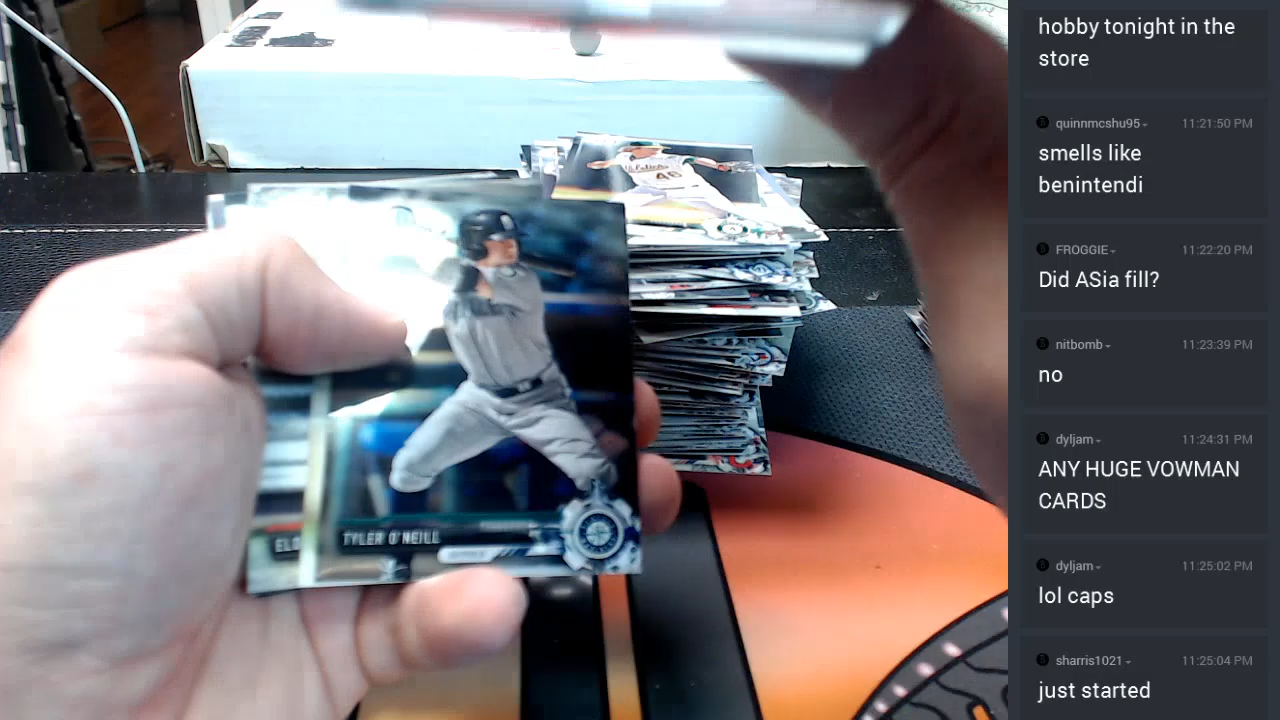 46
TYLER O'NEILL
ELO
hobby tonight in the
store
quinnmcshu95
11:21:50 PM
smells like
benintendi
FROGGIE
11:22:20 PM
Did ASia fill?
nitbomb
11:23:39 PM
no
dyljam
11:24:31 PM
ANY HUGE VOWMAN
CARDS
dyljam
11:25:02 PM
lol caps
sharris1021
11:25:04 PM
just started